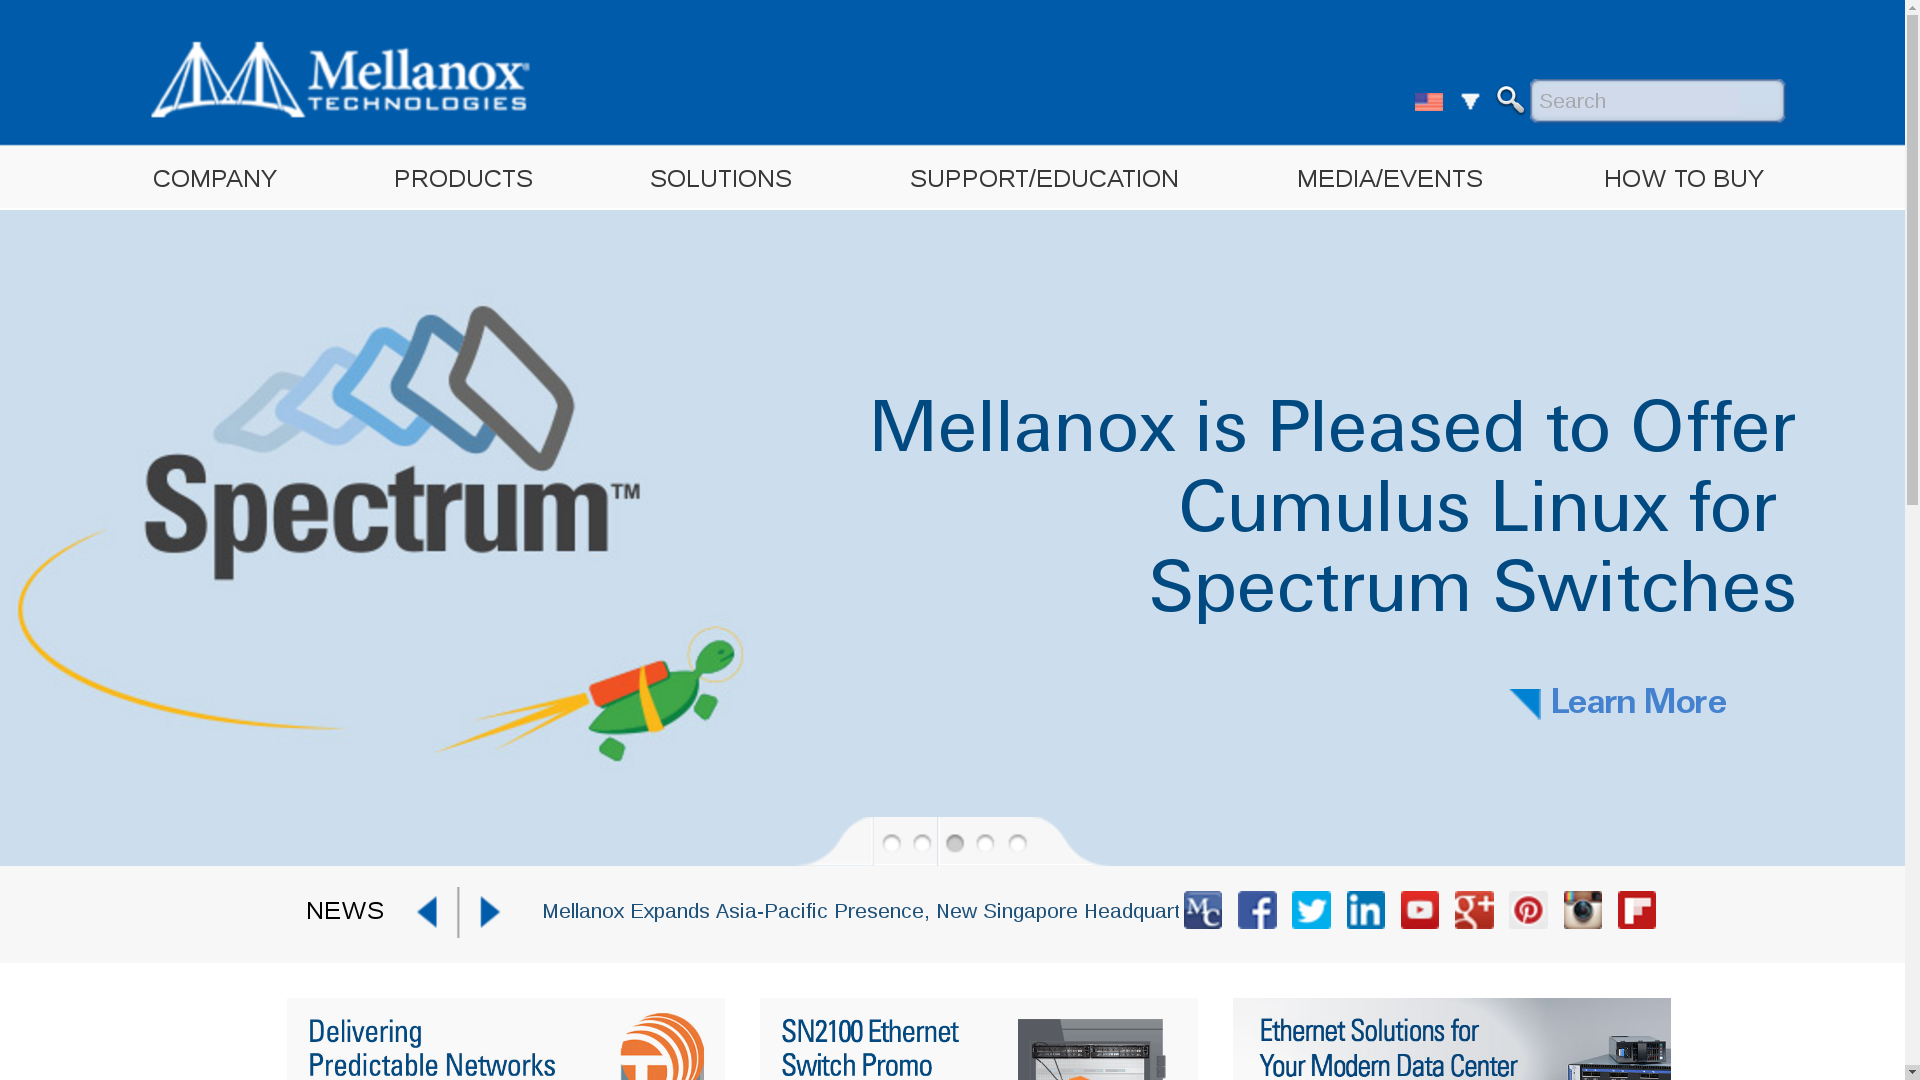 Mellanox
TECHNOLOGIES
Search
COMPANY
PRODUCTS
SOLUTIONS
SUPPORT/EDUCATION
MEDIA/EVENTS
HOW TO BUY
Spectrum™
Mellanox is Pleased to Offer
Cumulus Linux for
Spectrum Switches
Learn More
NEWS
Mellanox Expands Asia-Pacific Presence, New Singapore Headquart
MC
f
in
g+
Delivering
Predictable Networks
SN2100 Ethernet
Switch Promo
Ethernet Solutions for
Your Modern Data Center